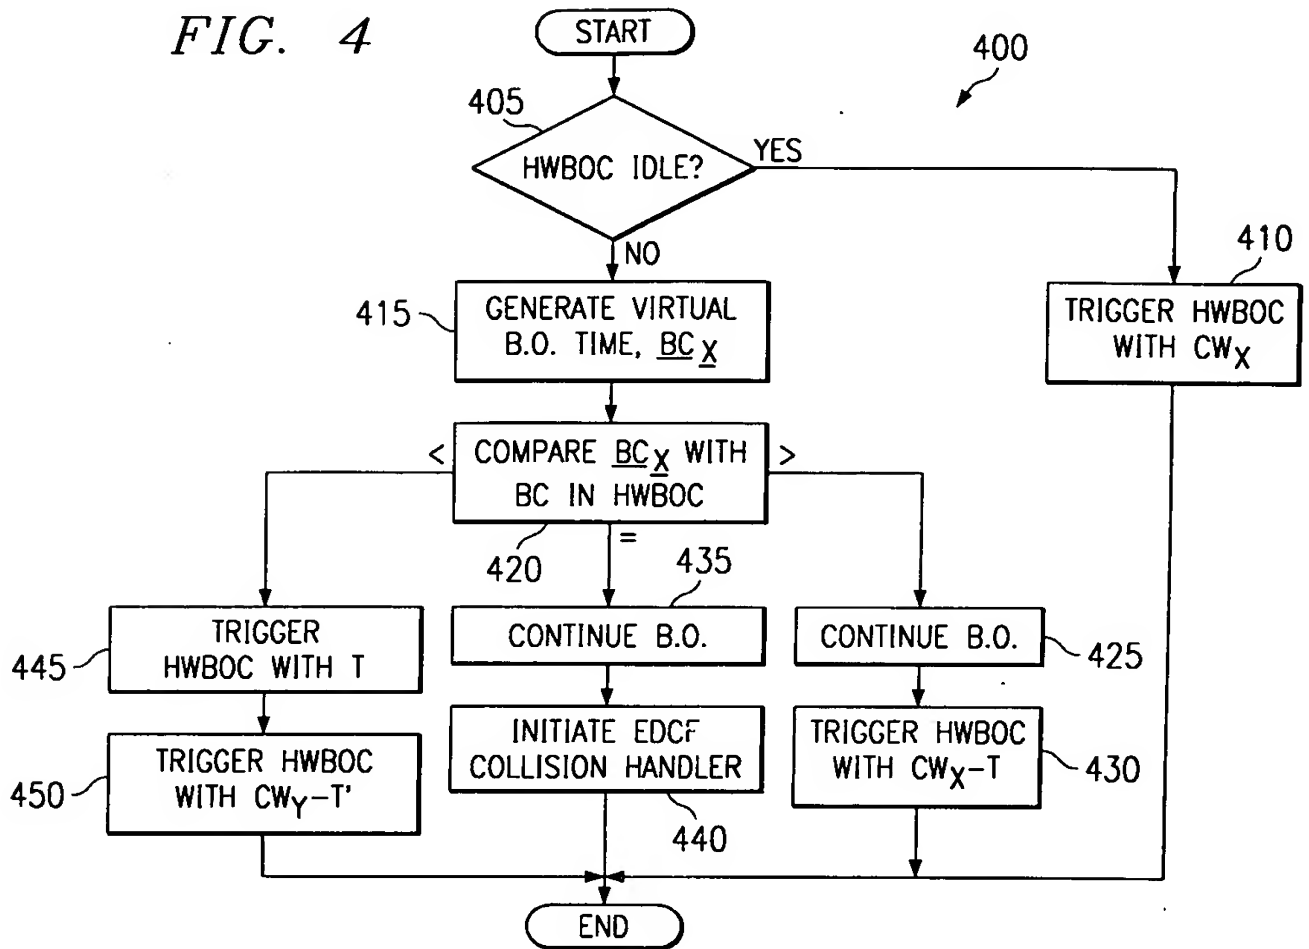 FIG. 4
START
400
405
HWBOC IDLE?
YES
NO
410
TRIGGER HWBOC
WITH CWX
415
GENERATE VIRTUAL
B.O. TIME, BCX
<
COMPARE BCX WITH
BC IN HWBOC
>
=
420
435
TRIGGER
HWBOC WITH T
445
CONTINUE B.O.
CONTINUE B.O.
425
TRIGGER HWBOC
WITH CWY-T'
450
INITIATE EDCF
COLLISION HANDLER
440
TRIGGER HWBOC
WITH CWX-T
430
END